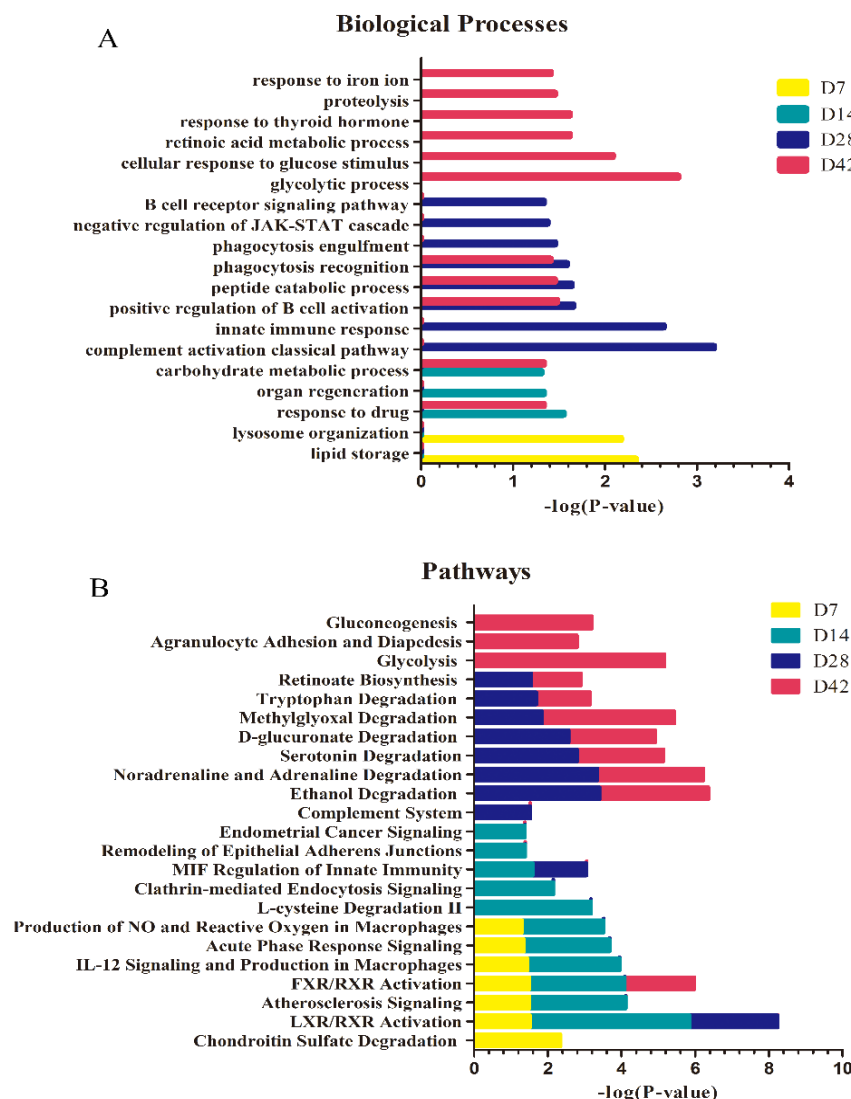 A
Biological Processes
response to iron ion
proteolysis
response to thyroid hormone
retinoic acid metabolic process
cellular response to glucose stimulus
glycolytic process
B cell receptor signaling pathway
negative regulation of JAK-STAT cascade
phagocytosis engulfment
phagocytosis recognition
peptide catabolic process
positive regulation of B cell activation
innate immune response
complement activation classical pathway
carbohydrate metabolic process
organ regeneration
response to drug
lysosome organization
lipid storage
0 1 2 3 4
-log(P-value)
D7
D14
D28
D42
B
Pathways
Gluconeogenesis
Agranulocyte Adhesion and Diapedesis
Glycolysis
Retinoate Biosynthesis
Tryptophan Degradation
Methylglyoxal Degradation
D-glucuronate Degradation
Serotonin Degradation
Noradrenaline and Adrenaline Degradation
Ethanol Degradation
Complement System
Endometrial Cancer Signaling
Remodeling of Epithelial Adherens Junctions
MIF Regulation of Innate Immunity
Clathrin-mediated Endocytosis Signaling
L-cysteine Degradation II
Production of NO and Reactive Oxygen in Macrophages
Acute Phase Response Signaling
IL-12 Signaling and Production in Macrophages
FXR/RXR Activation
Atherosclerosis Signaling
LXR/RXR Activation
Chondroitin Sulfate Degradation
0 2 4 6 8 10
-log(P-value)
D7
D14
D28
D42